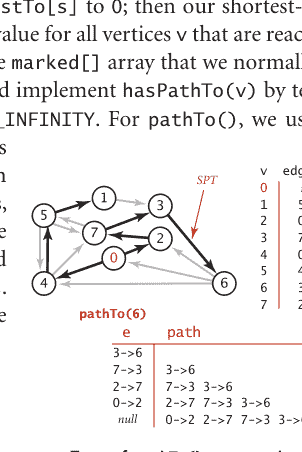 stTo[s] to 0; then our shortest-
value for all vertices v that are reac
e marked[] array that we normall
d implement hasPathTo(v) by te
_INFINITY. For pathTo(), we us
s
n
s,
e
d
.
e
SPT
1
3
5
7
2
0
4
6
v edg
0
1 5
2 0
3 7
4 0
5 4
6 3
7 2
pathTo(6)
e path
3->6
7->3 3->6
2->7 7->3 3->6
0->2 2->7 7->3 3->6
null 0->2 2->7 7->3 3->6